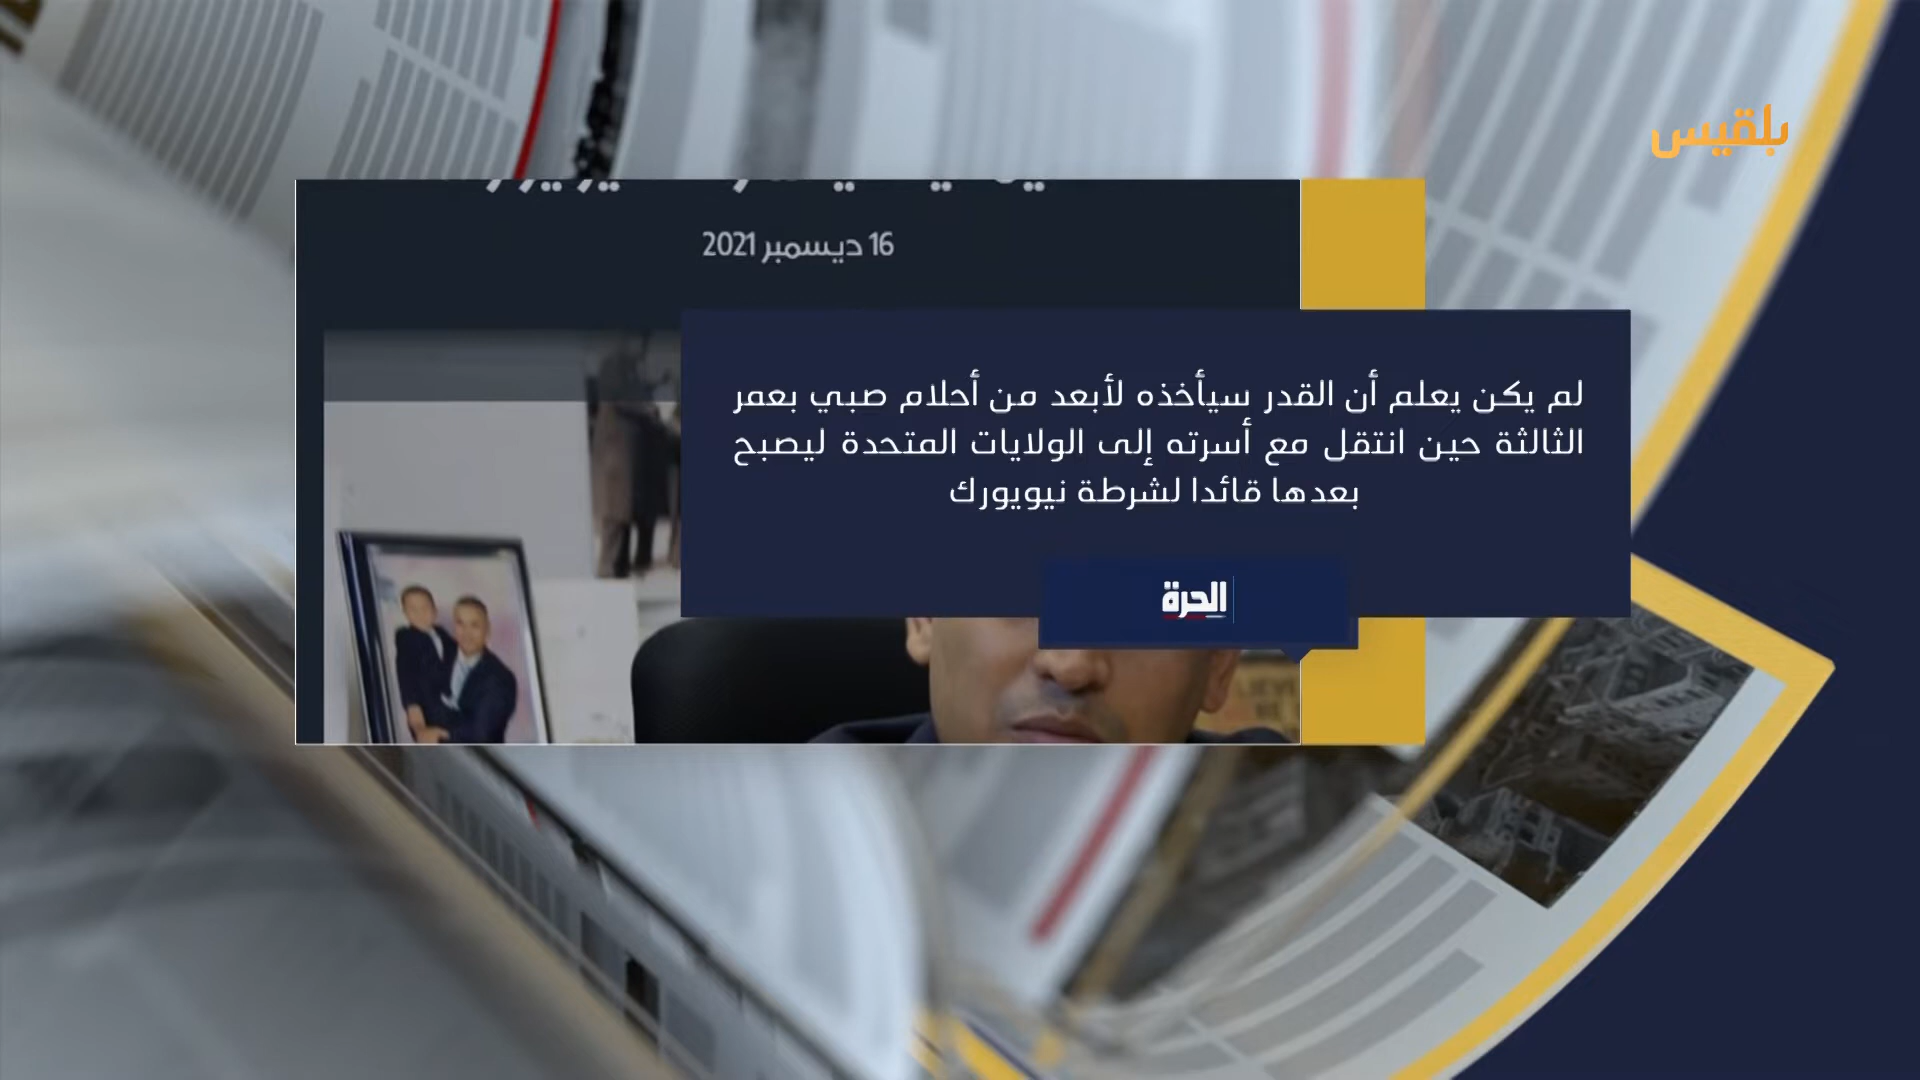 بلقيس
16 ديسمبر 2021
لم يكن يعلم أن القدر سيأخذه لأبعد من أحلام صبي بعمر
الثالثة حين انتقل مع أسرته إلى الولايات المتحدة ليصبح
بعدها قائدا لشرطة نيويورك
الحرة